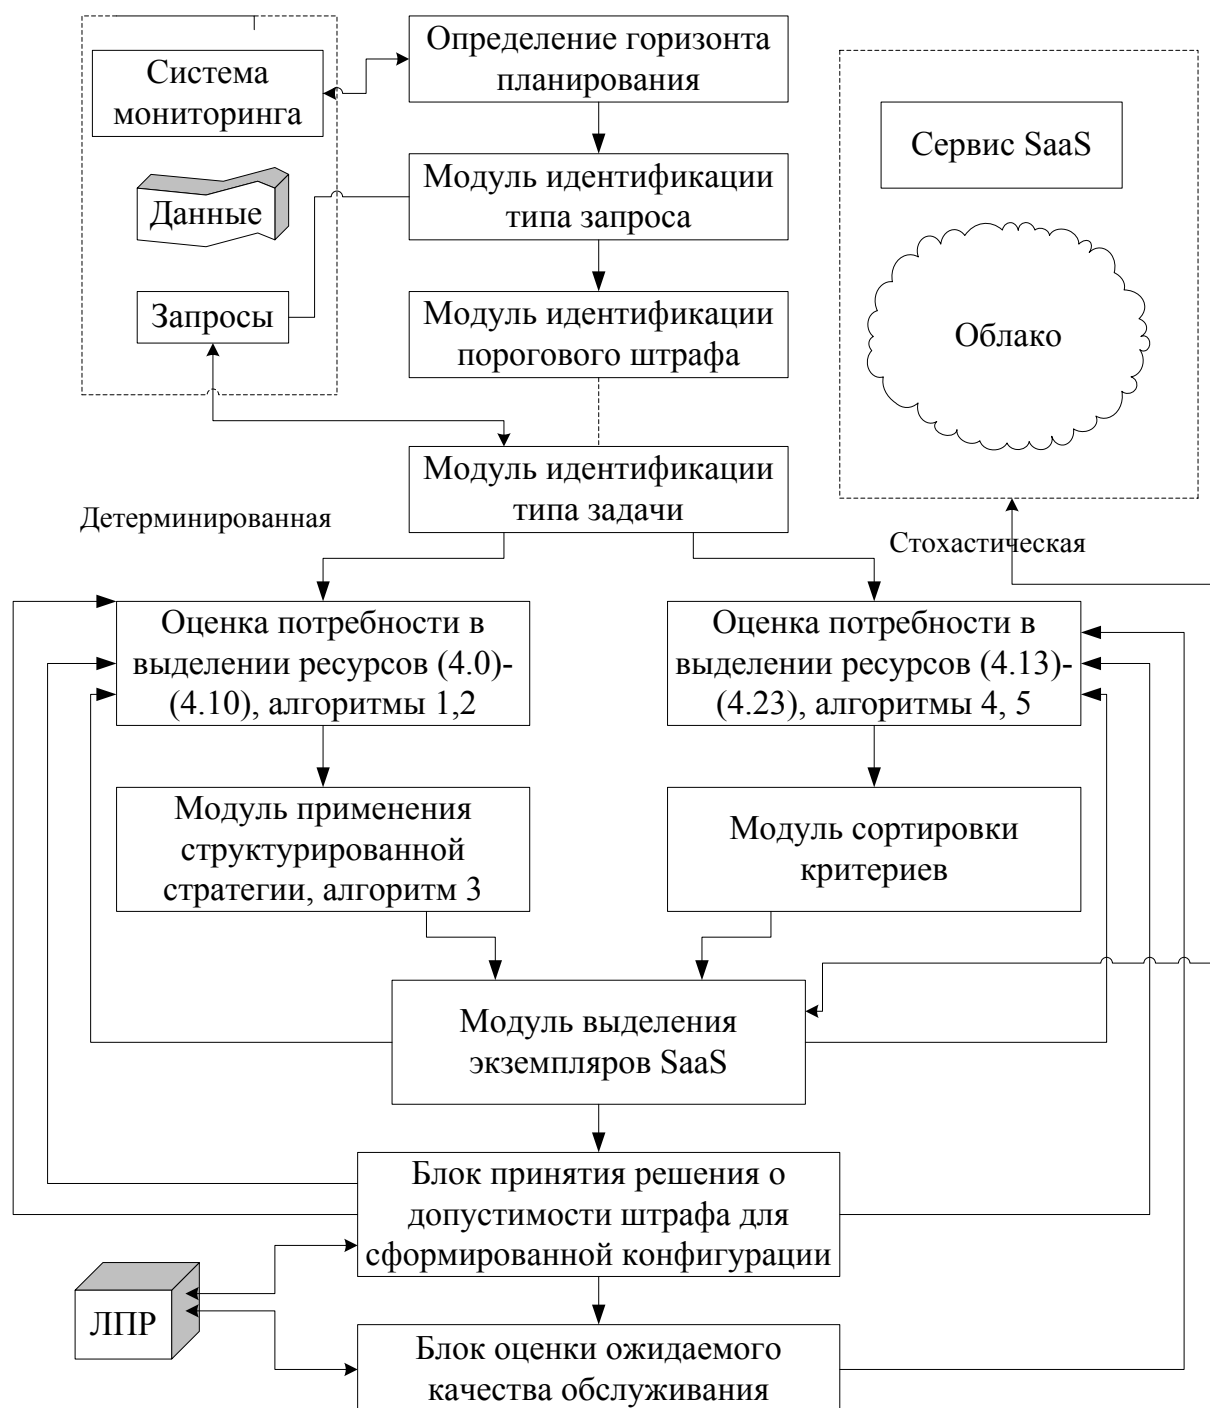 Определение горизонта
планирования
Система
мониторинга
Сервис SaaS
Модуль идентификации
типа запроса
Данные
Запросы
Модуль идентификации
порогового штрафа
Облако
Модуль идентификации
типа задачи
Детерминированная
Стохастическая
Оценка потребности в
выделении ресурсов (4.0)-
(4.10), алгоритмы 1,2
Оценка потребности в
выделении ресурсов (4.13)-
(4.23), алгоритмы 4, 5
Модуль применения
структурированной
стратегии, алгоритм 3
Модуль сортировки
критериев
Модуль выделения
экземпляров SaaS
Блок принятия решения о
допустимости штрафа для
сформированной конфигурации
ЛПР
Блок оценки ожидаемого
качества обслуживания